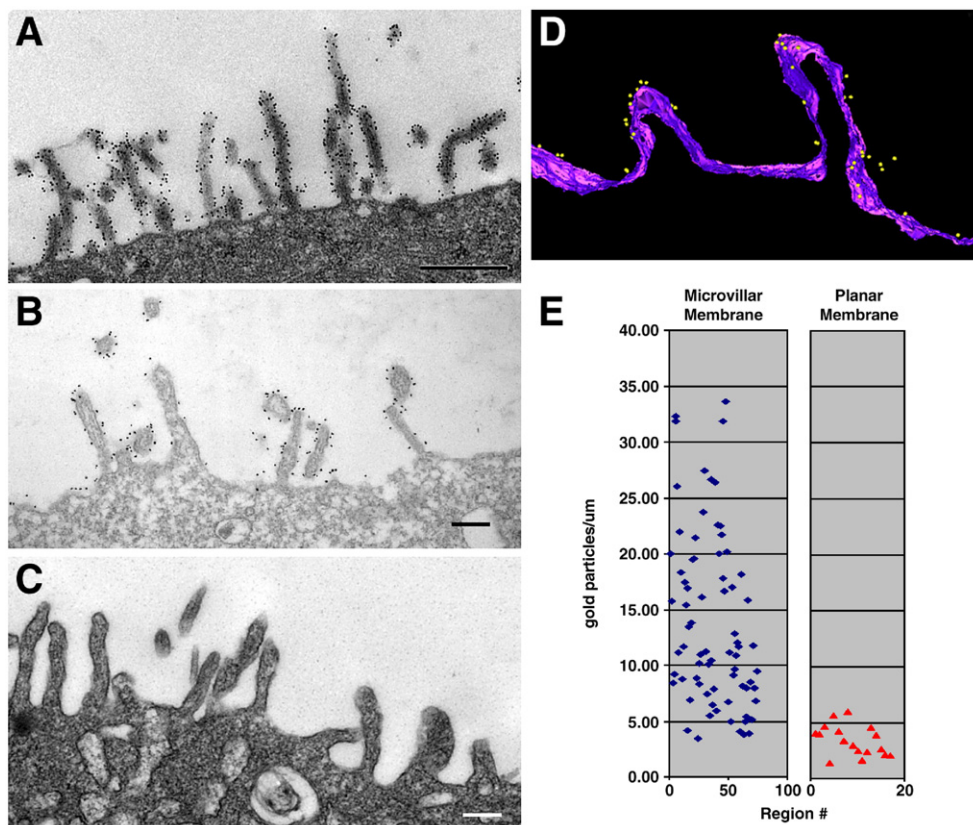 A
B
C
D
E
Microvillar
Membrane
Planar
Membrane
gold particles/um
40.00
35.00
30.00
25.00
20.00
15.00
10.00
5.00
0.00
0 50 100
0 20
Region #